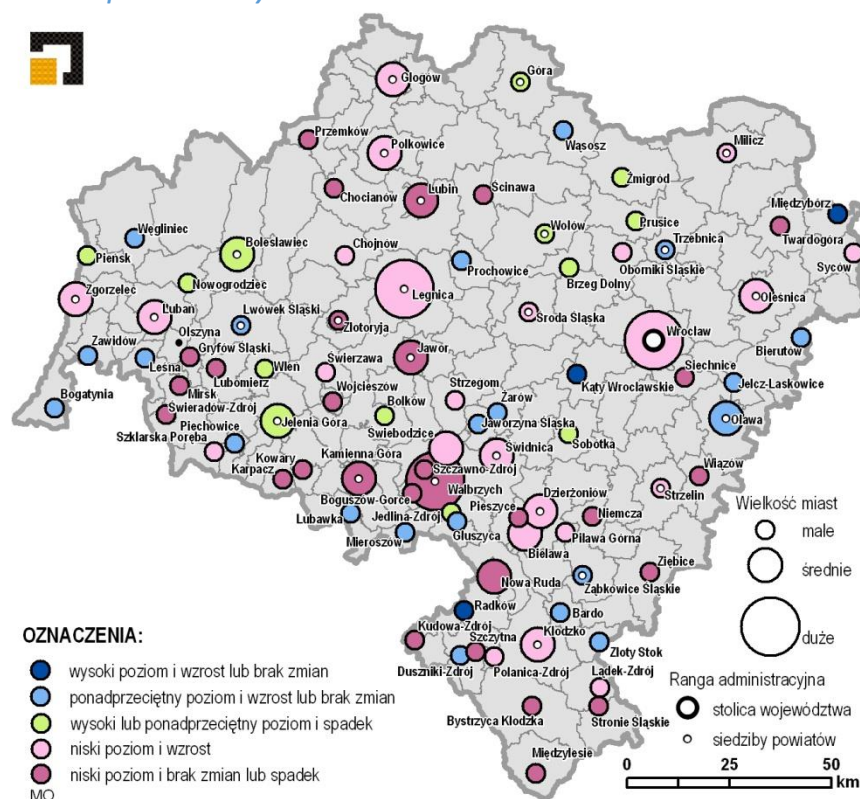 Głogów
Góra
Przemków
Polkowice
Wąsosz
Milicz
Chocianów
Lubin
Ścinawa
Żmigród
Międzybórz
Węgliniec
Bolesławiec
Wołów
Prusice
Trzebnica
Twardogóra
Pieńsk
Chojnów
Prochowice
Oborniki Śląskie
Syców
Nowogrodziec
Brzeg Dolny
Zgorzelec
Legnica
Oleśnica
Lubań
Lwówek Śląski
Złotoryja
Środa Śląska
Wrocław
Olszyna
Zawidów
Gryfów Śląski
Jawor
Bierutów
Leśna
Wleń
Świerzawa
Siechnice
Lubomierz
Kąty Wrocławskie
Jelcz-Laskowice
Mirsk
Wojcieszów
Strzegom
Bogatynia
Świeradów-Zdrój
Bolków
Żarów
Jaworzyna Śląska
Oława
Piechowice
Jelenia Góra
Świebodzice
Sobótka
Szklarska Poręba
Świdnica
Kowary
Kamienna Góra
Szczawno-Zdrój
Wiązów
Karpacz
Wałbrzych
Strzelin
Boguszów-Gorce
Dzierżoniów
Pieszyce
Niemcza
Lubawka
Jedlina-Zdrój
Głuszyca
Piława Górna
Mieroszów
Bielawa
Ziębice
Nowa Ruda
Ząbkowice Śląskie
Radków
Bardo
Kudowa-Zdrój
Szczytna
Kłodzko
Złoty Stok
Duszniki-Zdrój
Polanica-Zdrój
Lądek-Zdrój
Bystrzyca Kłodzka
Stronie Śląskie
Międzylesie
Wielkość miast
małe
średnie
duże
Ranga administracyjna
stolica województwa
siedziby powiatów
0 25 50
km
OZNACZENIA:
wysoki poziom i wzrost lub brak zmian
ponadprzeciętny poziom i wzrost lub brak zmian
wysoki lub ponadprzeciętny poziom i spadek
niski poziom i wzrost
niski poziom i brak zmian lub spadek
MO